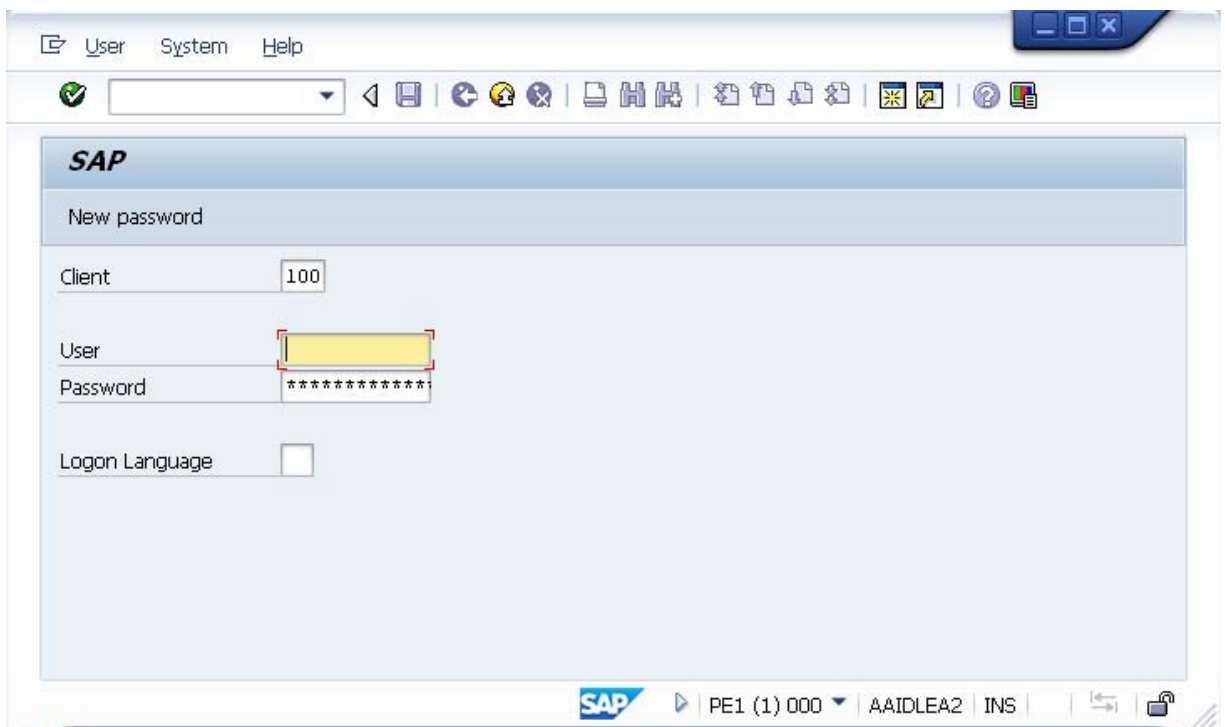 User System Help
SAP
New password
Client 100
User
Password *************
Logon Language
SAP PE1 (1) 000 AAIDLEA2 INS